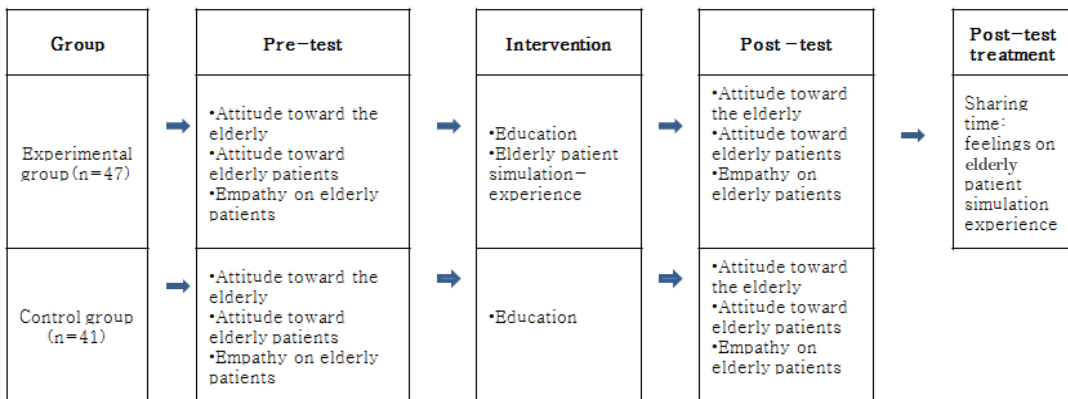 Group
Pre-test
Intervention
Post-test
Post-test
treatment
Experimental
group(n=47)
•Attitude toward the
elderly
•Attitude toward
elderly patients
•Empathy on elderly
patients
•Education
•Elderly patient
simulation-
experience
•Attitude toward
the elderly
•Attitude toward
elderly patients
•Empathy on
elderly patients
Sharing
time:
feelings on
elderly
patient
simulation
experience
Control group
(n=41)
•Attitude toward the
elderly
•Attitude toward
elderly patients
•Empathy on elderly
patients
•Education
•Attitude toward
the elderly
•Attitude toward
elderly patients
•Empathy on
elderly patients